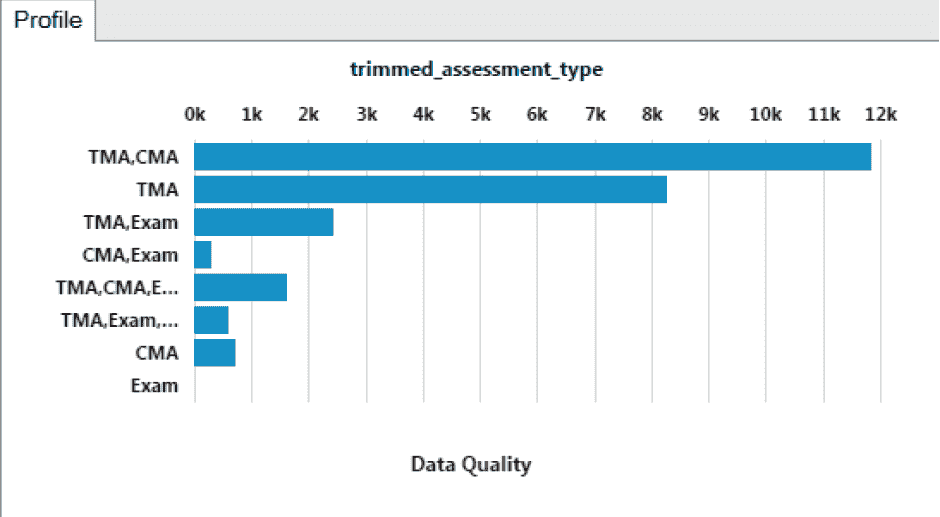 Profile
trimmed_assessment_type
0k 1k 2k 3k 4k 5k 6k 7k 8k 9k 10k 11k 12k
TMA,CMA
TMA
TMA,Exam
CMA,Exam
TMA,CMA,E...
TMA,Exam,...
CMA
Exam
Data Quality